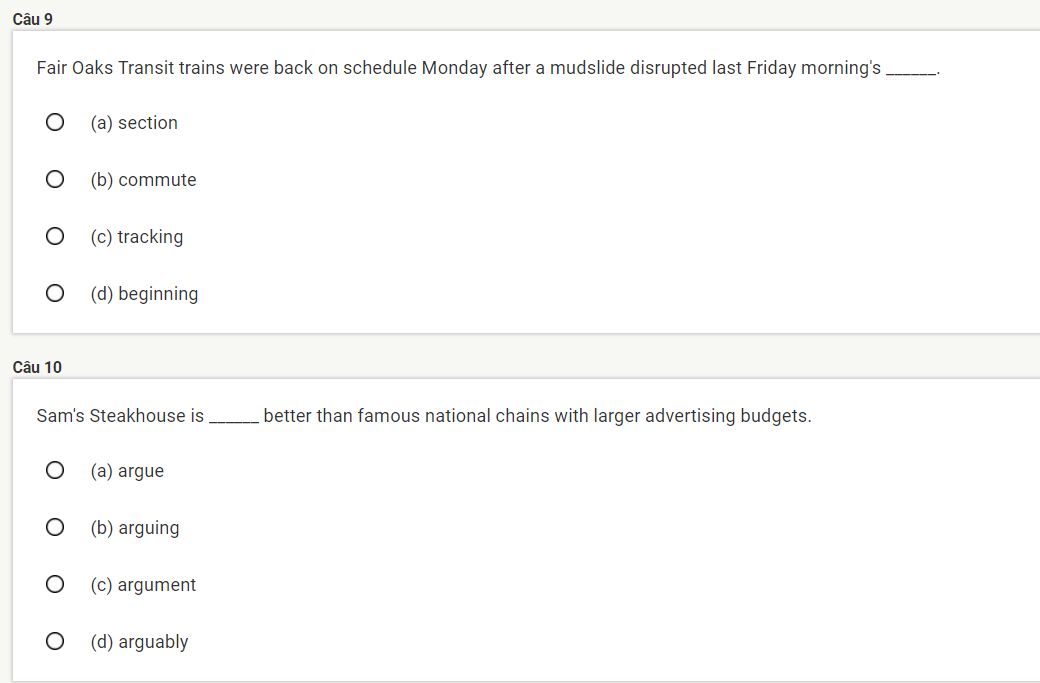 Câu 9
Fair Oaks Transit trains were back on schedule Monday after a mudslide disrupted last Friday morning's ______.
(a) section
(b) commute
(c) tracking
(d) beginning
Câu 10
Sam's Steakhouse is ______ better than famous national chains with larger advertising budgets.
(a) argue
(b) arguing
(c) argument
(d) arguably